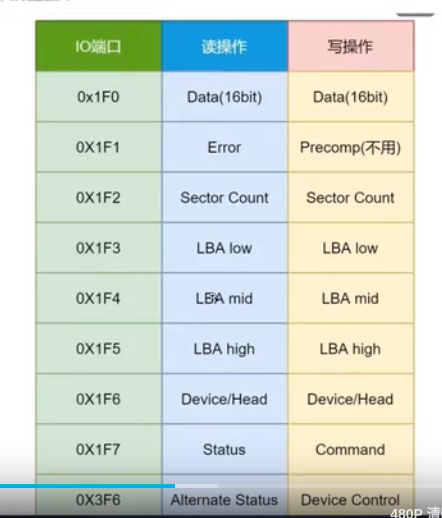 IO端口 读操作 写操作
0x1F0 Data(16bit) Data(16bit)
0X1F1 Error Precomp(不用)
0X1F2 Sector Count Sector Count
0X1F3 LBA low LBA low
0X1F4 LBA mid LBA mid
0X1F5 LBA high LBA high
0X1F6 Device/Head Device/Head
0X1F7 Status Command
0X3F6 Alternate Status Device Control
480P 清